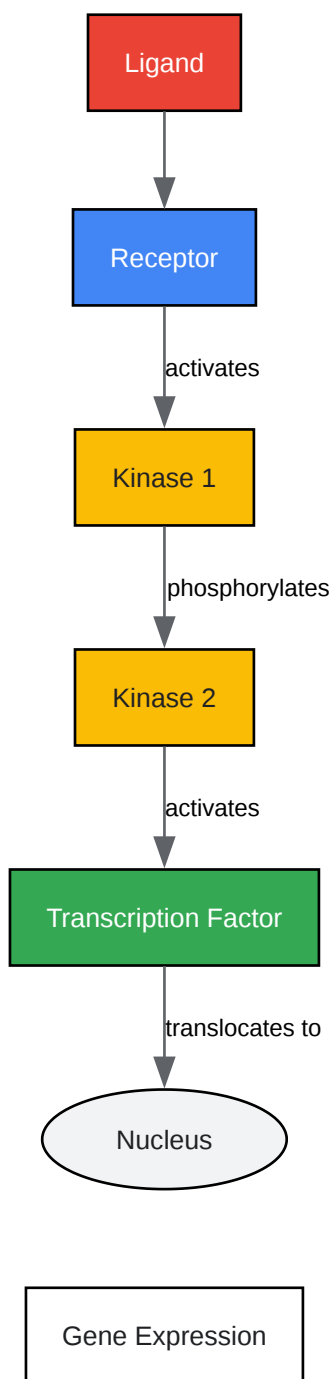 Ligand
Receptor
activates
Kinase 1
phosphorylates
Kinase 2
activates
Transcription Factor
translocates to
Nucleus
Gene Expression